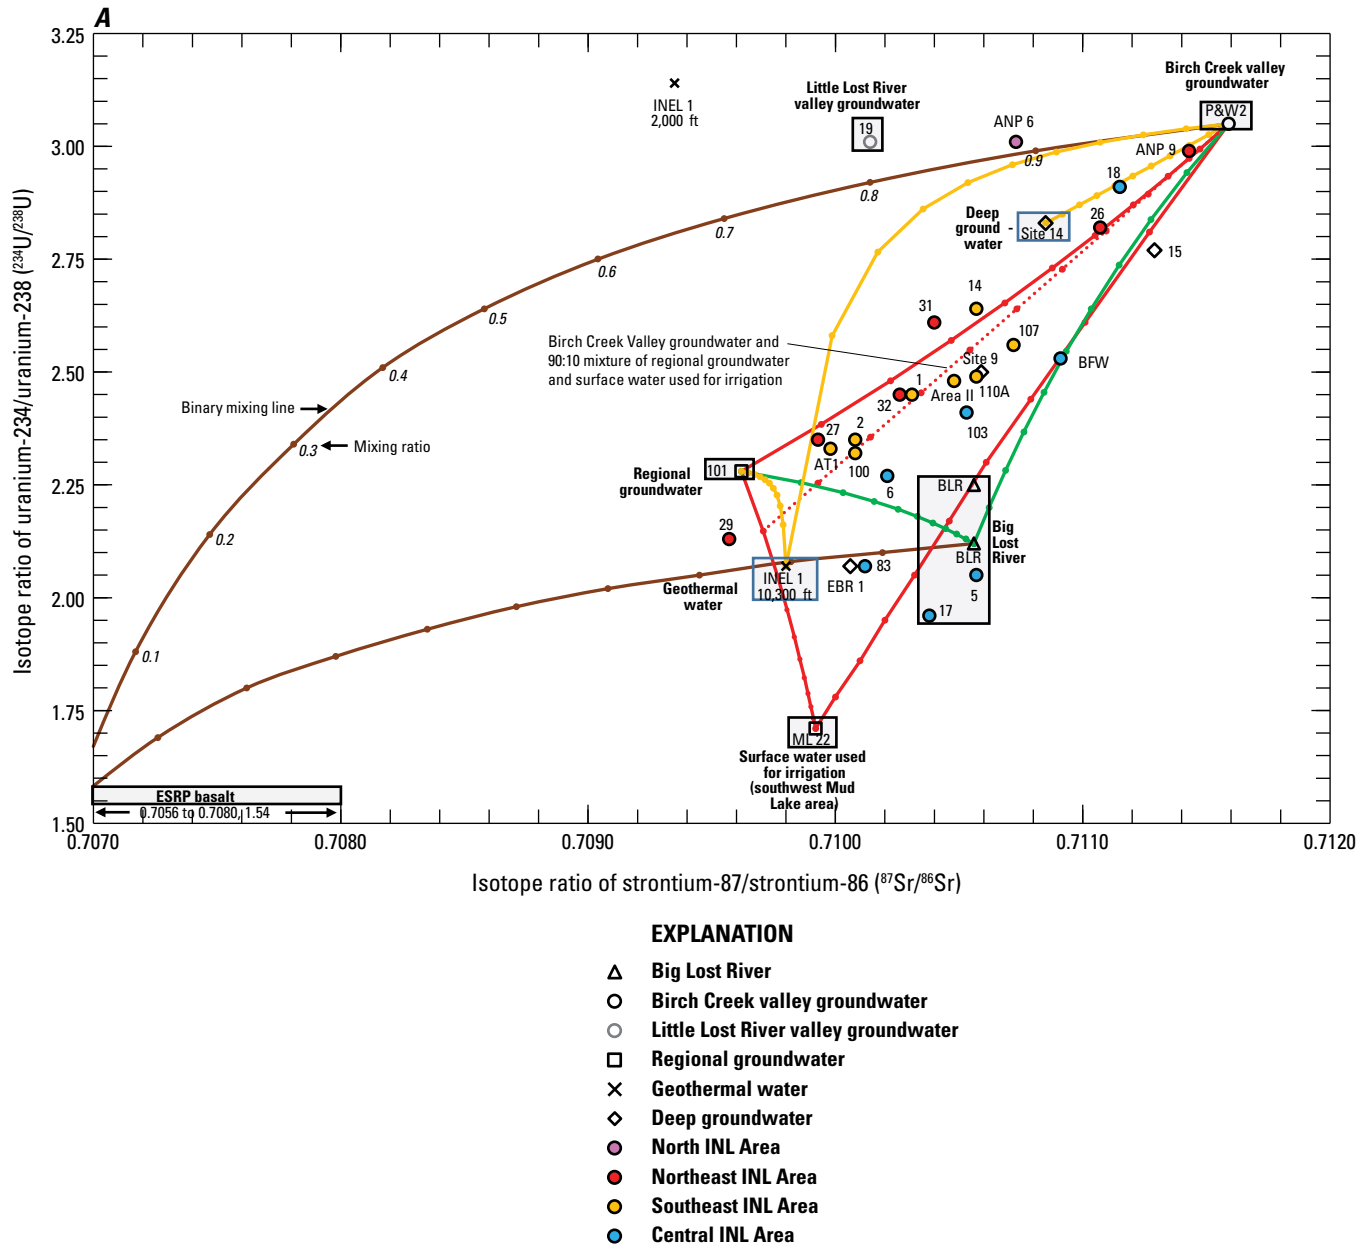 A
3.25
3.00
2.75
2.50
2.25
2.00
1.75
1.50
Isotope ratio of uranium-234/uranium-238 (²³⁴U/²³⁸U)
0.7070
0.7080
0.7090
0.7100
0.7110
0.7120
Isotope ratio of strontium-87/strontium-86 (⁸⁷Sr/⁸⁶Sr)
INEL 1
2,000 ft
Little Lost River
valley groundwater
19
ANP 6
Birch Creek valley
groundwater
P&W2
ANP 9
0.9
0.8
0.7
0.6
0.5
0.4
0.3
0.2
0.1
18
Deep
ground
water
Site 14
26
15
14
31
107
Birch Creek Valley groundwater and
90:10 mixture of regional groundwater
and surface water used for irrigation
Site 9
BFW
1
Area II
110A
32
103
Binary mixing line
Mixing ratio
27
2
AT1
100
6
Regional
groundwater
101
BLR
Big
Lost
River
BLR
29
83
EBR 1
5
17
Geothermal
water
INEL 1
10,300 ft
ML 22
Surface water used
for irrigation
(southwest Mud
Lake area)
ESRP basalt
0.7056 to 0.7080, 1.54
EXPLANATION
Big Lost River
Birch Creek valley groundwater
Little Lost River valley groundwater
Regional groundwater
Geothermal water
Deep groundwater
North INL Area
Northeast INL Area
Southeast INL Area
Central INL Area